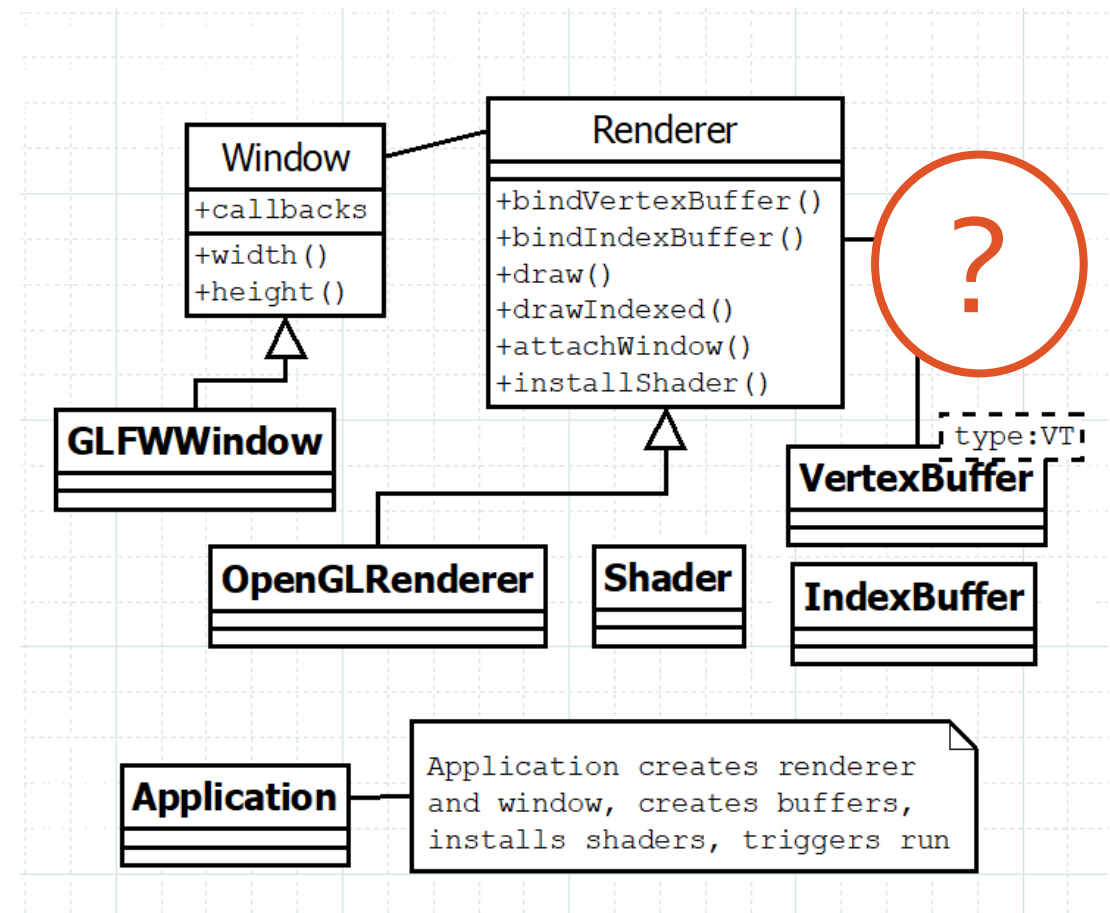 Window
+callbacks
+width()
+height()
Renderer
+bindVertexBuffer()
+bindIndexBuffer()
+draw()
+drawIndexed()
+attachWindow()
+installShader()
?
GLFWWindow
type:VT
VertexBuffer
OpenGLRenderer
Shader
IndexBuffer
Application
Application creates renderer
and window, creates buffers,
installs shaders, triggers run